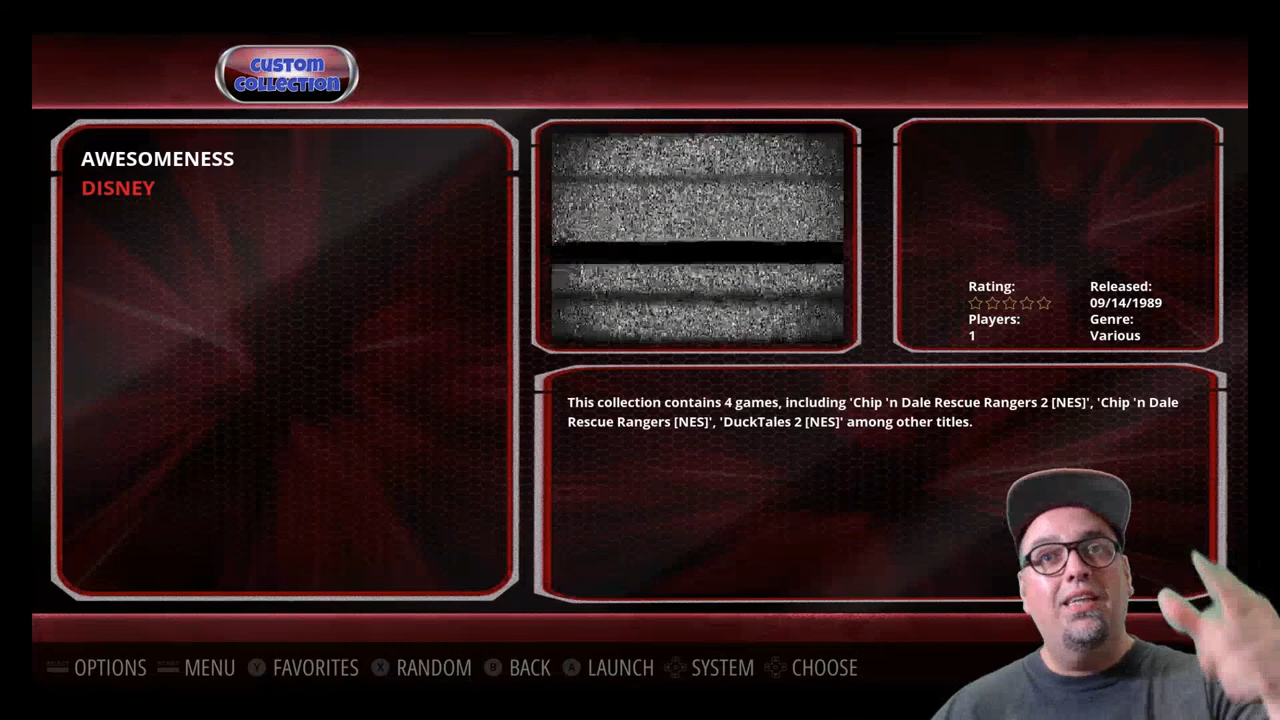 CUSTOM
COLLECTION
AWESOMENESS
DISNEY
Rating:
Players:
1
Released:
09/14/1989
Genre:
Various
This collection contains 4 games, including 'Chip 'n Dale Rescue Rangers 2 [NES]', 'Chip 'n Dale
Rescue Rangers [NES]', 'DuckTales 2 [NES]' among other titles.
SELECT OPTIONS START MENU Y FAVORITES X RANDOM B BACK A LAUNCH SYSTEM CHOOSE